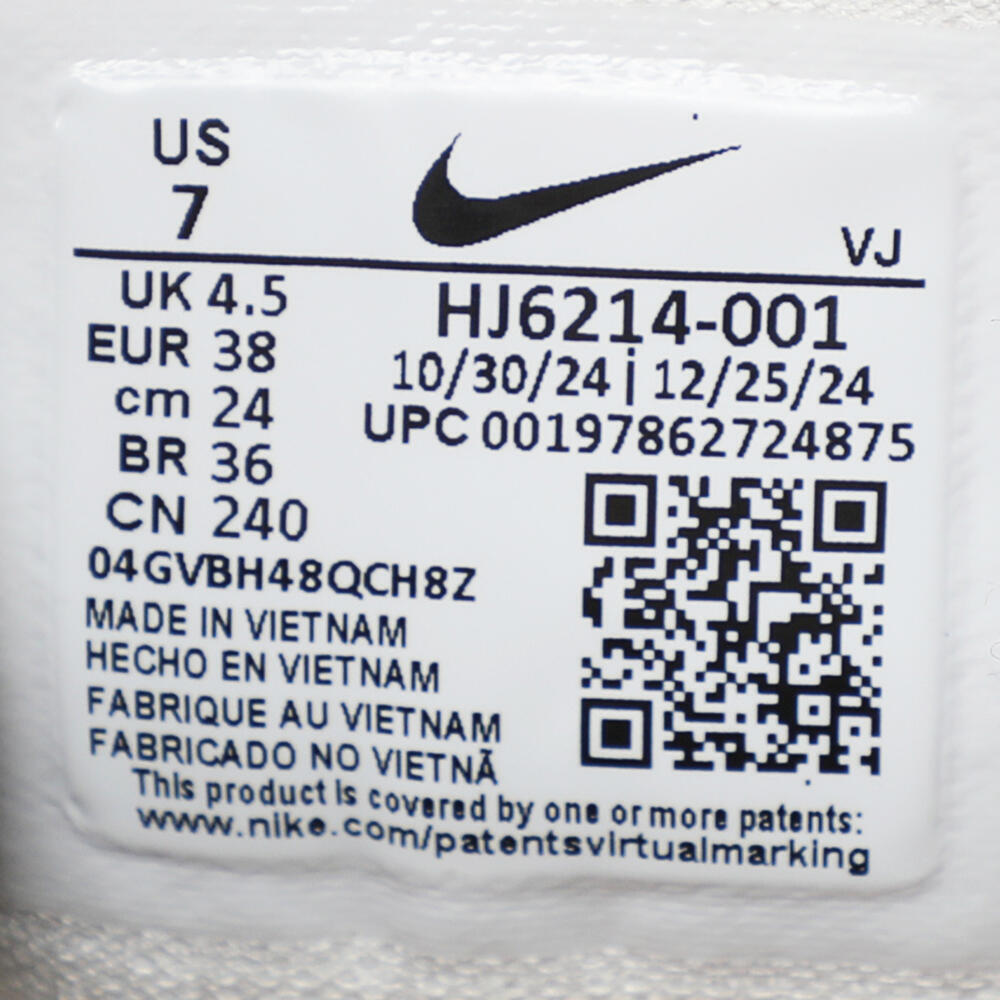 US
7
VJ
UK 4.5
EUR 38
cm 24
BR 36
CN 240
HJ6214-001
10/30/24 | 12/25/24
UPC 00197862724875
04GVBH48QCH8Z
MADE IN VIETNAM
HECHO EN VIETNAM
FABRIQUE AU VIETNAM
FABRICADO NO VIETNÃ
This product is covered by one or more patents:
www.nike.com/patentsvirtualmarking